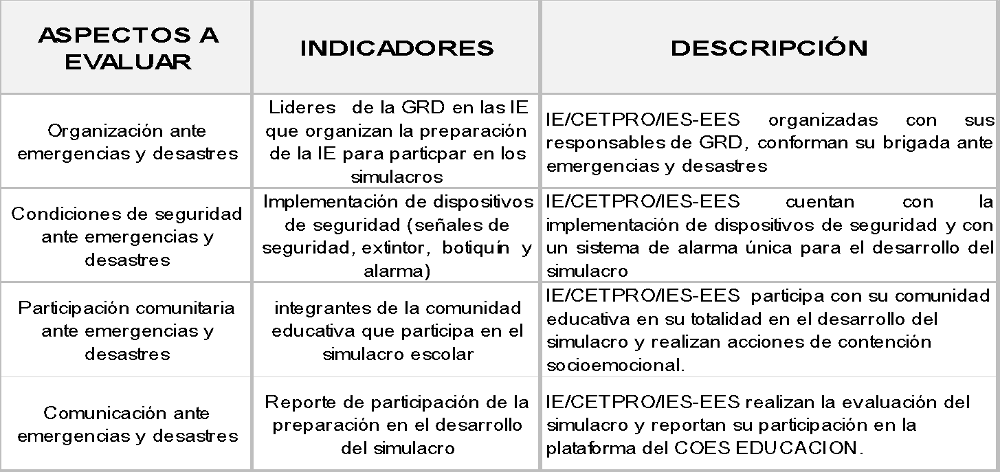 ASPECTOS A
EVALUAR
INDICADORES
DESCRIPCIÓN
Organización ante
emergencias y desastres
Lideres de la GRD en las IE
que organizan la preparación
de la IE para particpar en los
simulacros
IE/CETPRO/IES-EES organizadas con sus
responsables de GRD, conforman su brigada ante
emergencias y desastres
Condiciones de seguridad
ante emergencias y
desastres
Implementación de dispositivos
de seguridad (señales de
seguridad, extintor, botiquín y
alarma)
IE/CETPRO/IES-EES cuentan con la
implementación de dispositivos de seguridad y con
un sistema de alarma única para el desarrollo del
simulacro
Participación comunitaria
ante emergencias y
desastres
integrantes de la comunidad
educativa que participa en el
simulacro escolar
IE/CETPRO/IES-EES participa con su comunidad
educativa en su totalidad en el desarrollo del
simulacro y realizan acciones de contención
socioemocional.
Comunicación ante
emergencias y desastres
Reporte de participación de la
preparación en el desarrollo
del simulacro
IE/CETPRO/IES-EES realizan la evaluación del
simulacro y reportan su participación en la
plataforma del COES EDUCACION.